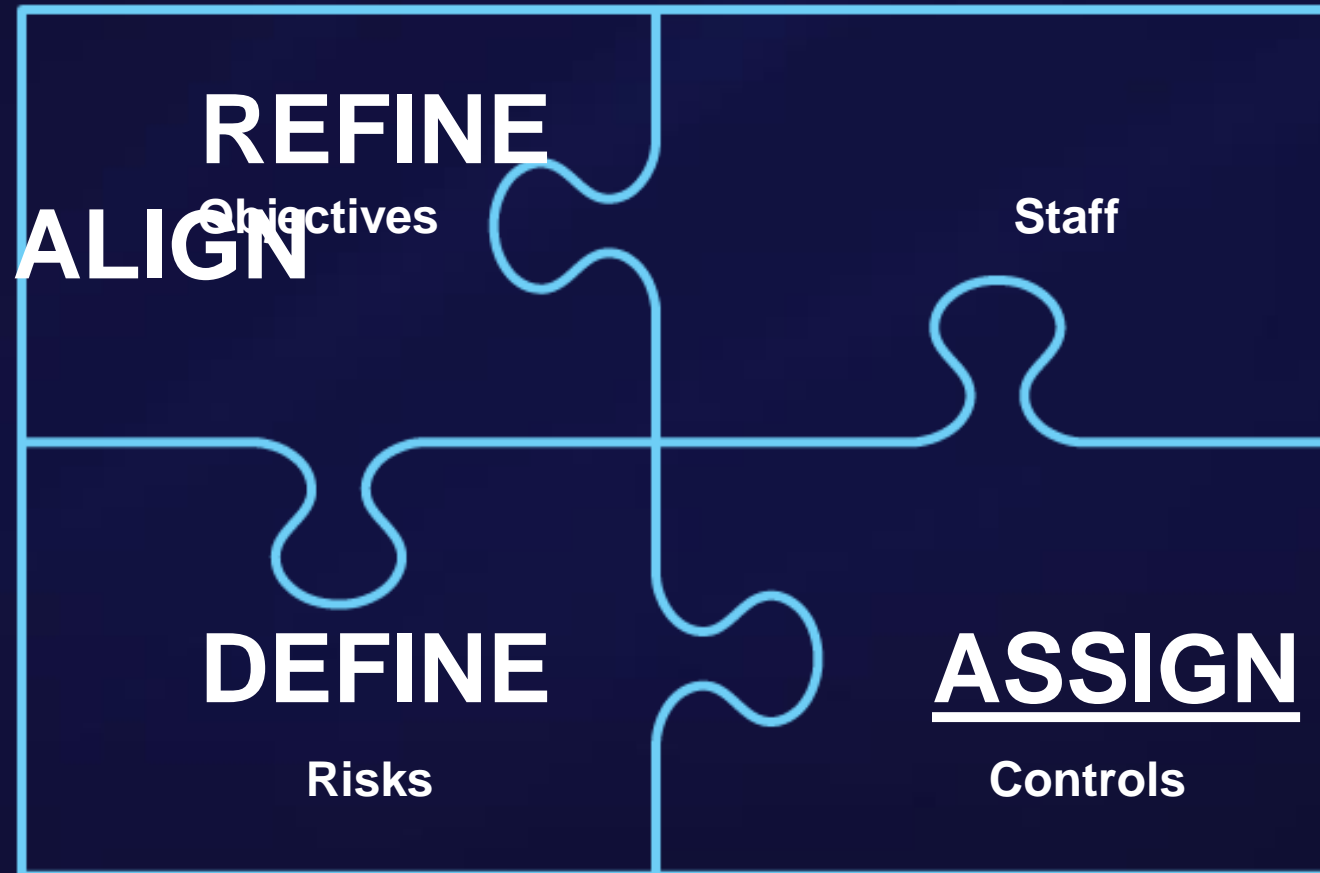 REFINE
Objectives
ALIGN
Staff
DEFINE
Risks
ASSIGN
Controls